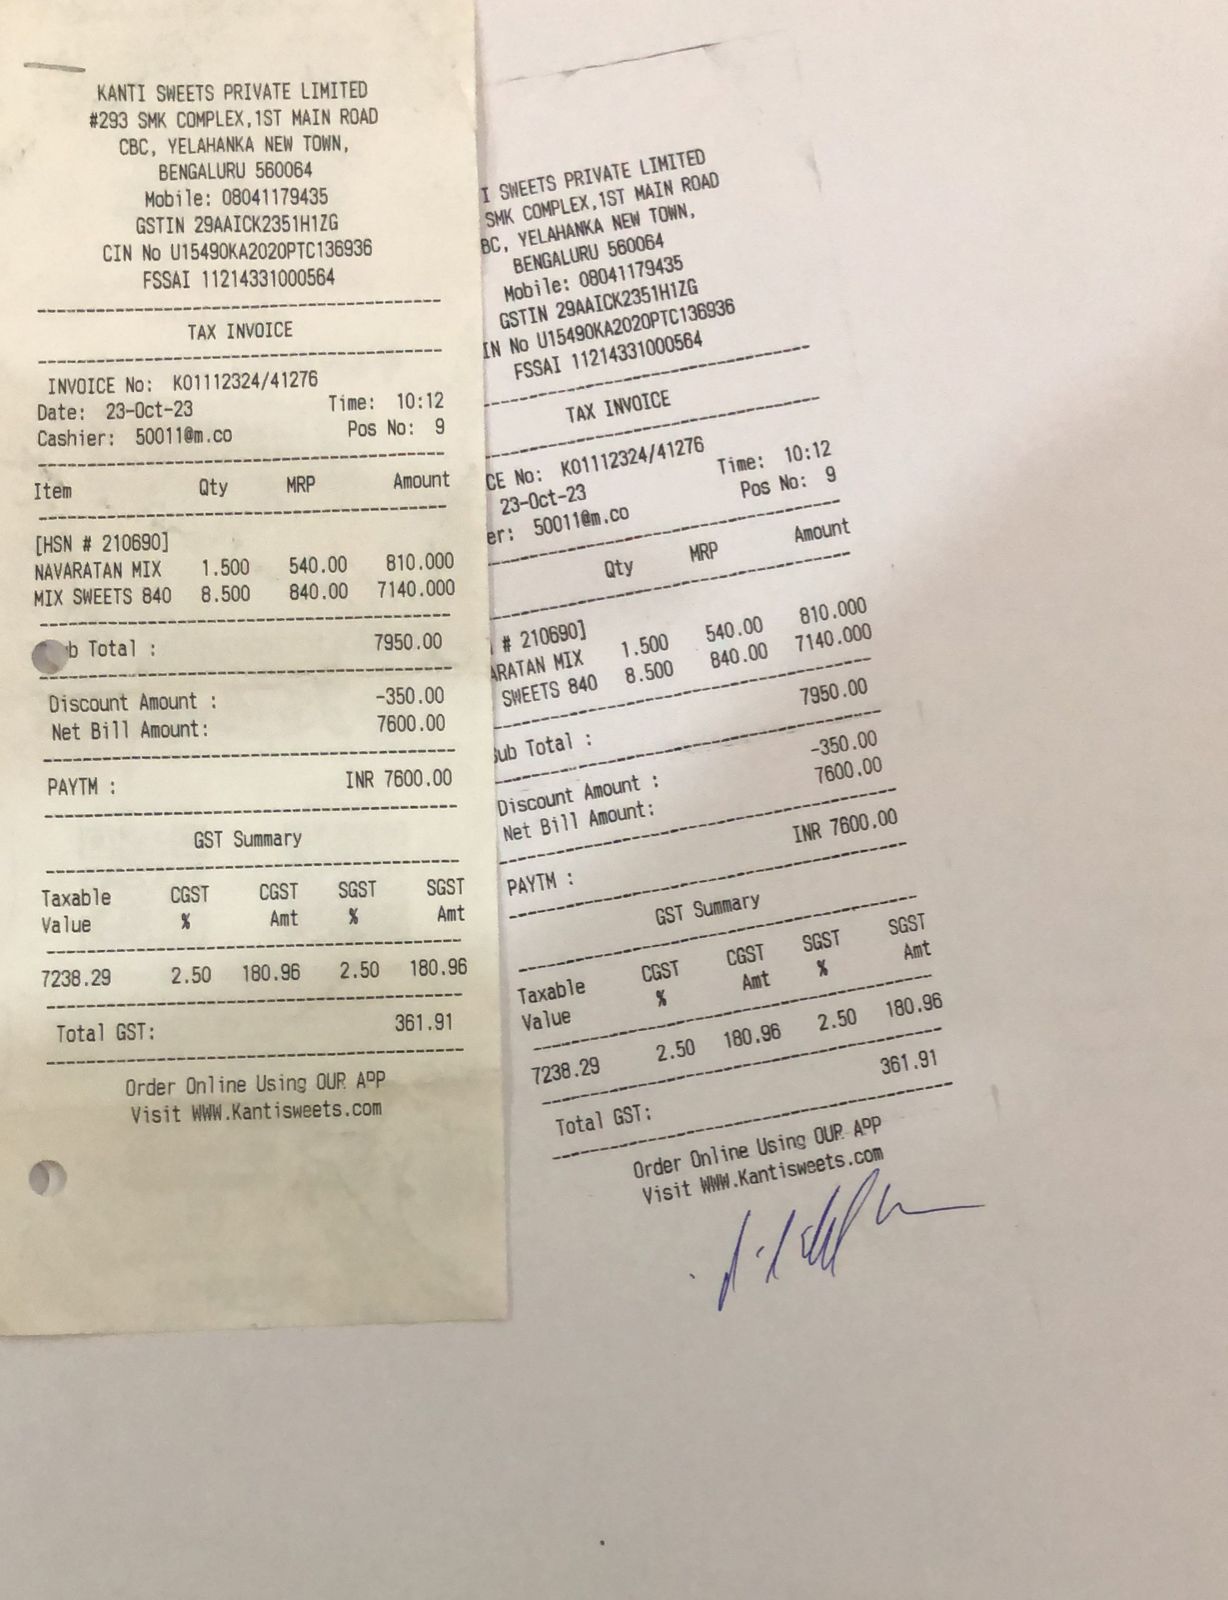 KANTI SWEETS PRIVATE LIMITED
#293 SMK COMPLEX,1ST MAIN ROAD
CBC, YELAHANKA NEW TOWN,
BENGALURU 560064
Mobile: 08041179435
GSTIN 29AAICK2351H1ZG
CIN No U15490KA2020PTC136936
FSSAI 11214331000564
TAX INVOICE
INVOICE No: K01112324/41276
Date: 23-Oct-23 Time: 10:12
Cashier: 50011@m.co Pos No: 9
Item Qty MRP Amount
[HSN # 210690]
NAVARATAN MIX 1.500 540.00 810.000
MIX SWEETS 840 8.500 840.00 7140.000
b Total : 7950.00
Discount Amount : -350.00
Net Bill Amount: 7600.00
PAYTM : INR 7600.00
GST Summary
Taxable CGST CGST SGST SGST
Value % Amt % Amt
7238.29 2.50 180.96 2.50 180.96
Total GST: 361.91
Order Online Using OUR APP
Visit WWW.Kantisweets.com
I SWEETS PRIVATE LIMITED
SMK COMPLEX,1ST MAIN ROAD
BC, YELAHANKA NEW TOWN,
BENGALURU 560064
Mobile: 08041179435
GSTIN 29AAICK2351H1ZG
IN No U15490KA2020PTC136936
FSSAI 11214331000564
TAX INVOICE
CE No: K01112324/41276
23-Oct-23 Time: 10:12
er: 50011@m.co Pos No: 9
Qty MRP Amount
# 210690]
ARATAN MIX 1.500 540.00 810.000
SWEETS 840 8.500 840.00 7140.000
Sub Total : 7950.00
Discount Amount : -350.00
Net Bill Amount: 7600.00
PAYTM : INR 7600.00
GST Summary
Taxable CGST CGST SGST SGST
Value % Amt % Amt
7238.29 2.50 180.96 2.50 180.96
Total GST: 361.91
Order Online Using OUR APP
Visit WWW.Kantisweets.com